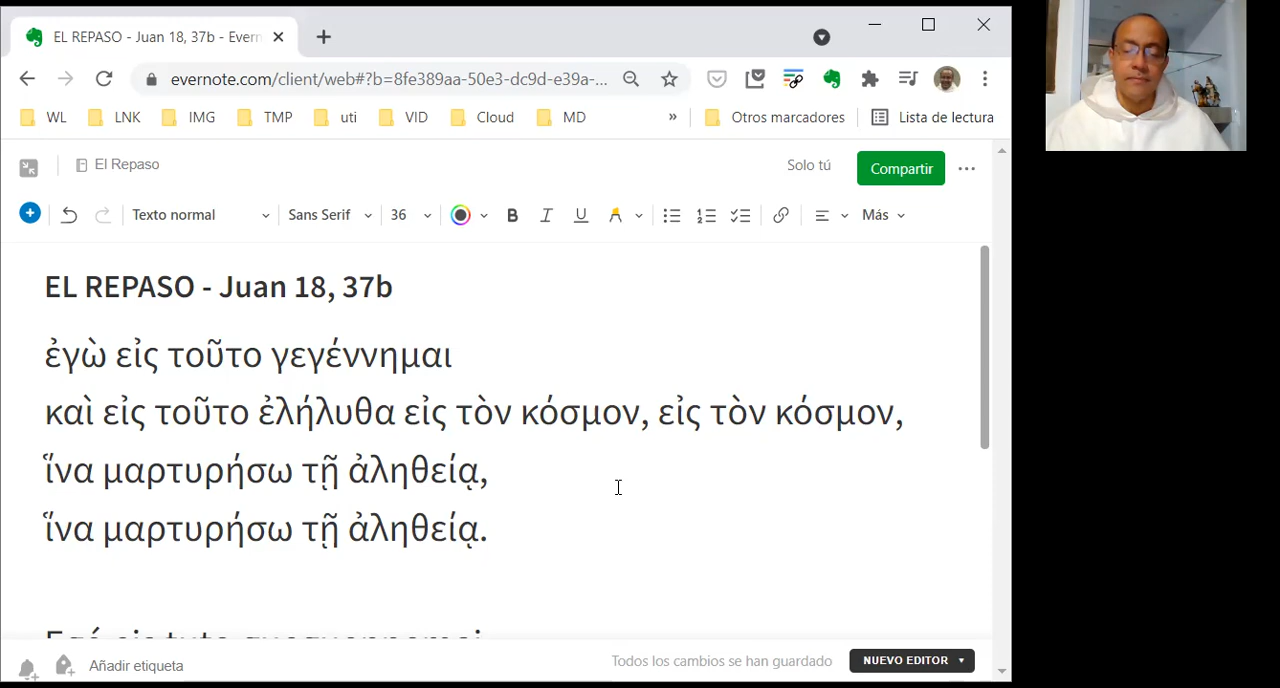 EL REPASO - Juan 18, 37b - Evern
evernote.com/client/web#?b=8fe389aa-50e3-dc9d-e39a-...
WL LNK IMG TMP uti VID Cloud MD » Otros marcadores Lista de lectura
El Repaso Solo tú Compartir
Texto normal Sans Serif 36 B I U Más
EL REPASO - Juan 18, 37b
ἐγὼ εἰς τοῦτο γεγέννημαι
καὶ εἰς τοῦτο ἐλήλυθα εἰς τὸν κόσμον, εἰς τὸν κόσμον,
ἵνα μαρτυρήσω τῇ ἀληθείᾳ,
ἵνα μαρτυρήσω τῇ ἀληθείᾳ.
Añadir etiqueta Todos los cambios se han guardado NUEVO EDITOR